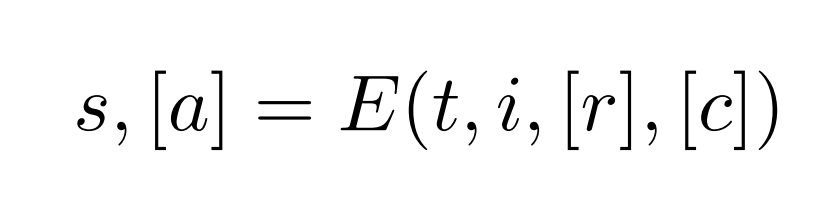 s, [a] = E(t, i, [r], [c])